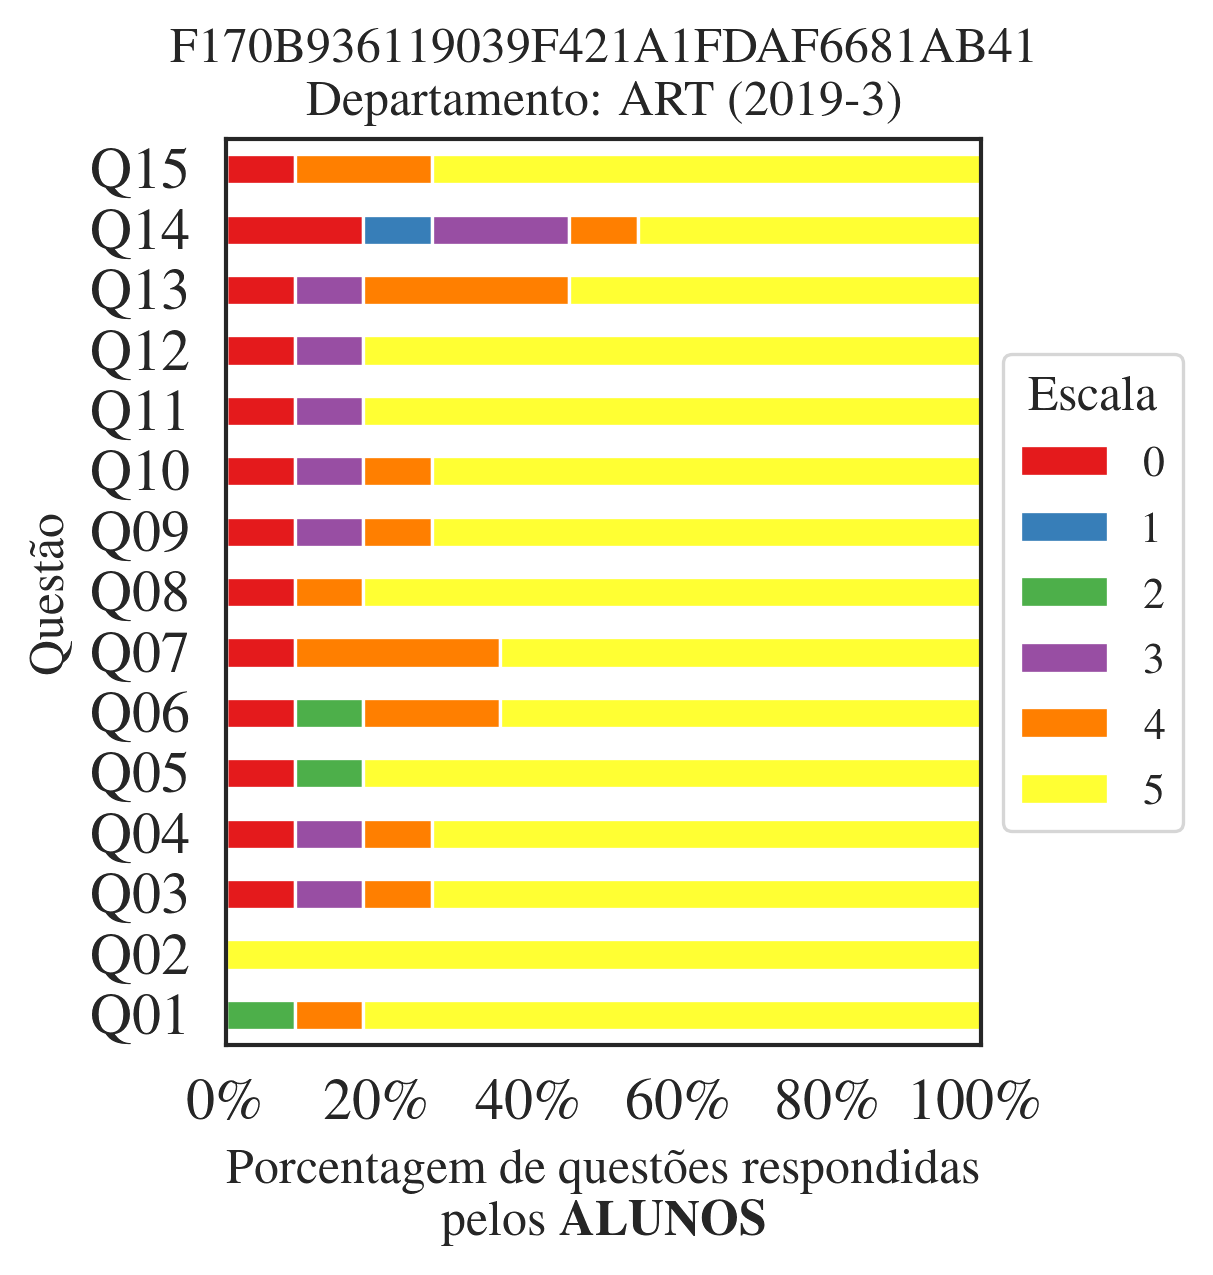 F170B936119039F421A1FDAF6681AB41
Departamento: ART (2019-3)
Questão
Q15
Q14
Q13
Q12
Q11
Q10
Q09
Q08
Q07
Q06
Q05
Q04
Q03
Q02
Q01
0% 20% 40% 60% 80% 100%
Porcentagem de questões respondidas
pelos ALUNOS
Escala
0
1
2
3
4
5